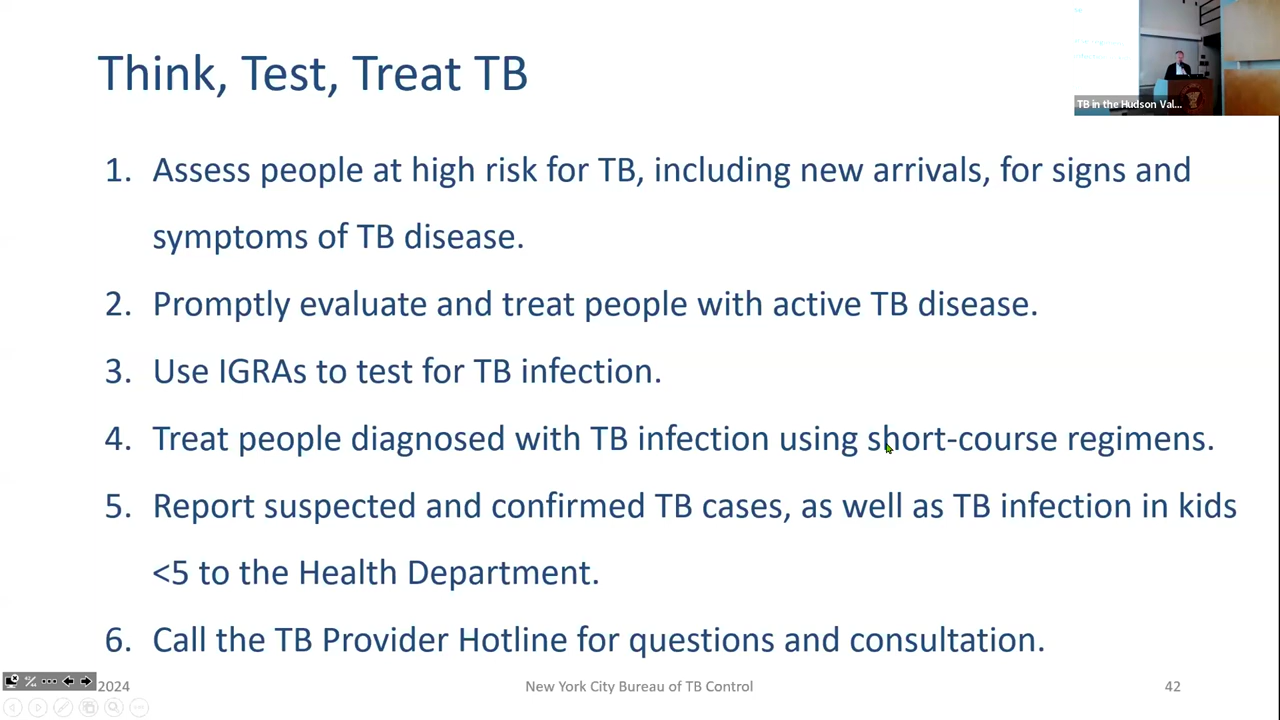 Think, Test, Treat TB
TB in the Hudson Val...
1. Assess people at high risk for TB, including new arrivals, for signs and
symptoms of TB disease.
2. Promptly evaluate and treat people with active TB disease.
3. Use IGRAs to test for TB infection.
4. Treat people diagnosed with TB infection using short-course regimens.
5. Report suspected and confirmed TB cases, as well as TB infection in kids
<5 to the Health Department.
6. Call the TB Provider Hotline for questions and consultation.
2024
New York City Bureau of TB Control
42